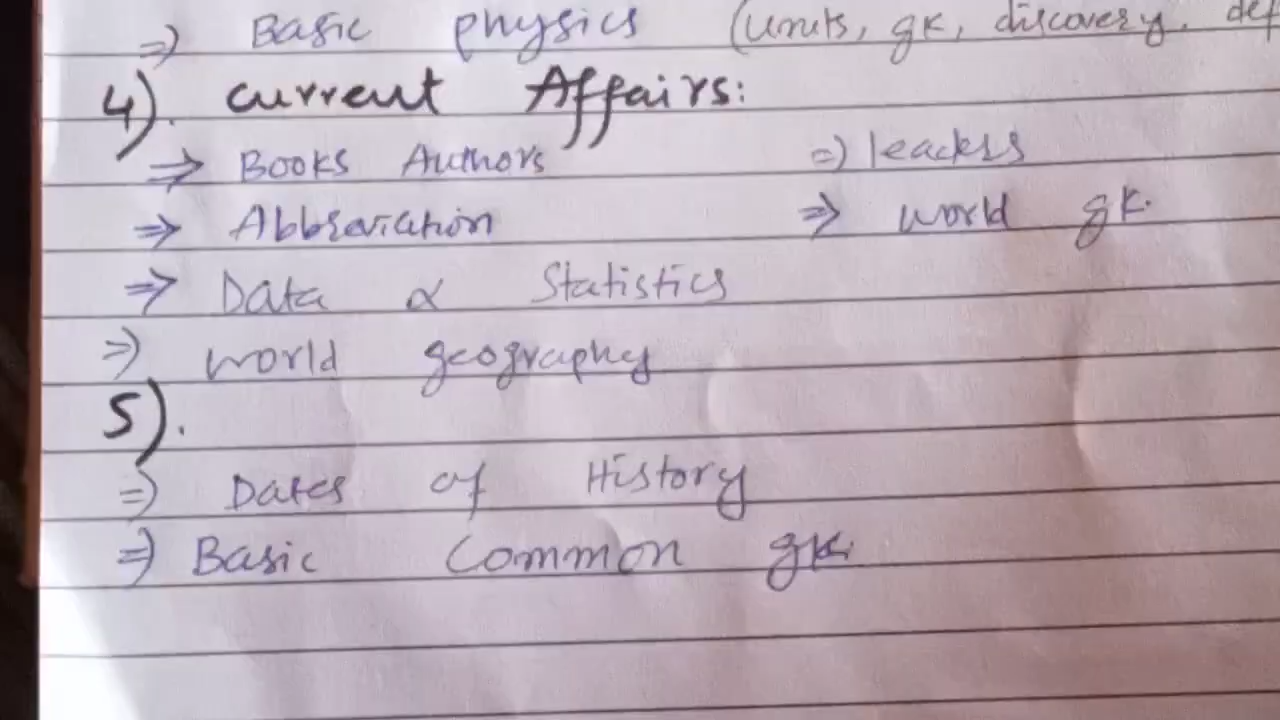 ⇒ Basic physics (units, gk, discovery, def
4). Current Affairs:
⇒ Books Authors ⇒ leaders
⇒ Abbreviation ⇒ world gk.
⇒ Data & Statistics
⇒ world geography
5).
⇒ Dates of History
⇒ Basic Common gk.